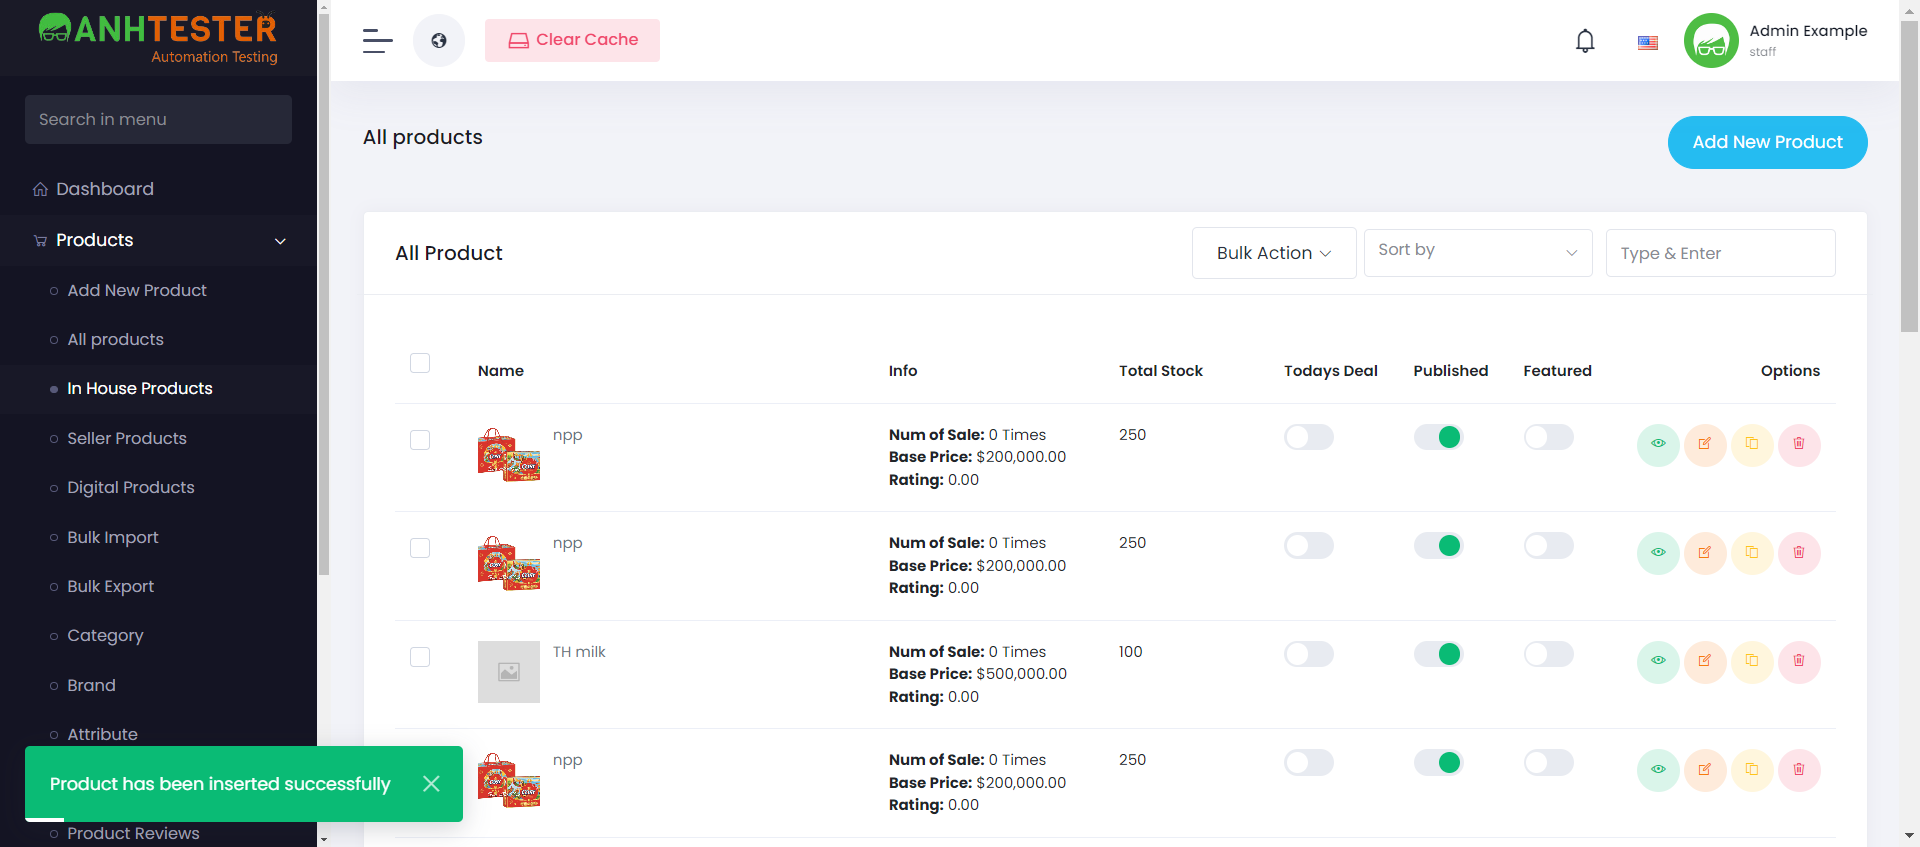 ANHTESTER
Automation Testing
Search in menu
Dashboard
Products
Add New Product
All products
In House Products
Seller Products
Digital Products
Bulk Import
Bulk Export
Category
Brand
Attribute
Product Reviews
Product has been inserted successfully
Clear Cache
Admin Example
staff
All products
Add New Product
All Product
Bulk Action
Sort by
Type & Enter
Name Info Total Stock Todays Deal Published Featured Options
npp
Num of Sale: 0 Times
Base Price: $200,000.00
Rating: 0.00
250
npp
Num of Sale: 0 Times
Base Price: $200,000.00
Rating: 0.00
250
TH milk
Num of Sale: 0 Times
Base Price: $500,000.00
Rating: 0.00
100
npp
Num of Sale: 0 Times
Base Price: $200,000.00
Rating: 0.00
250